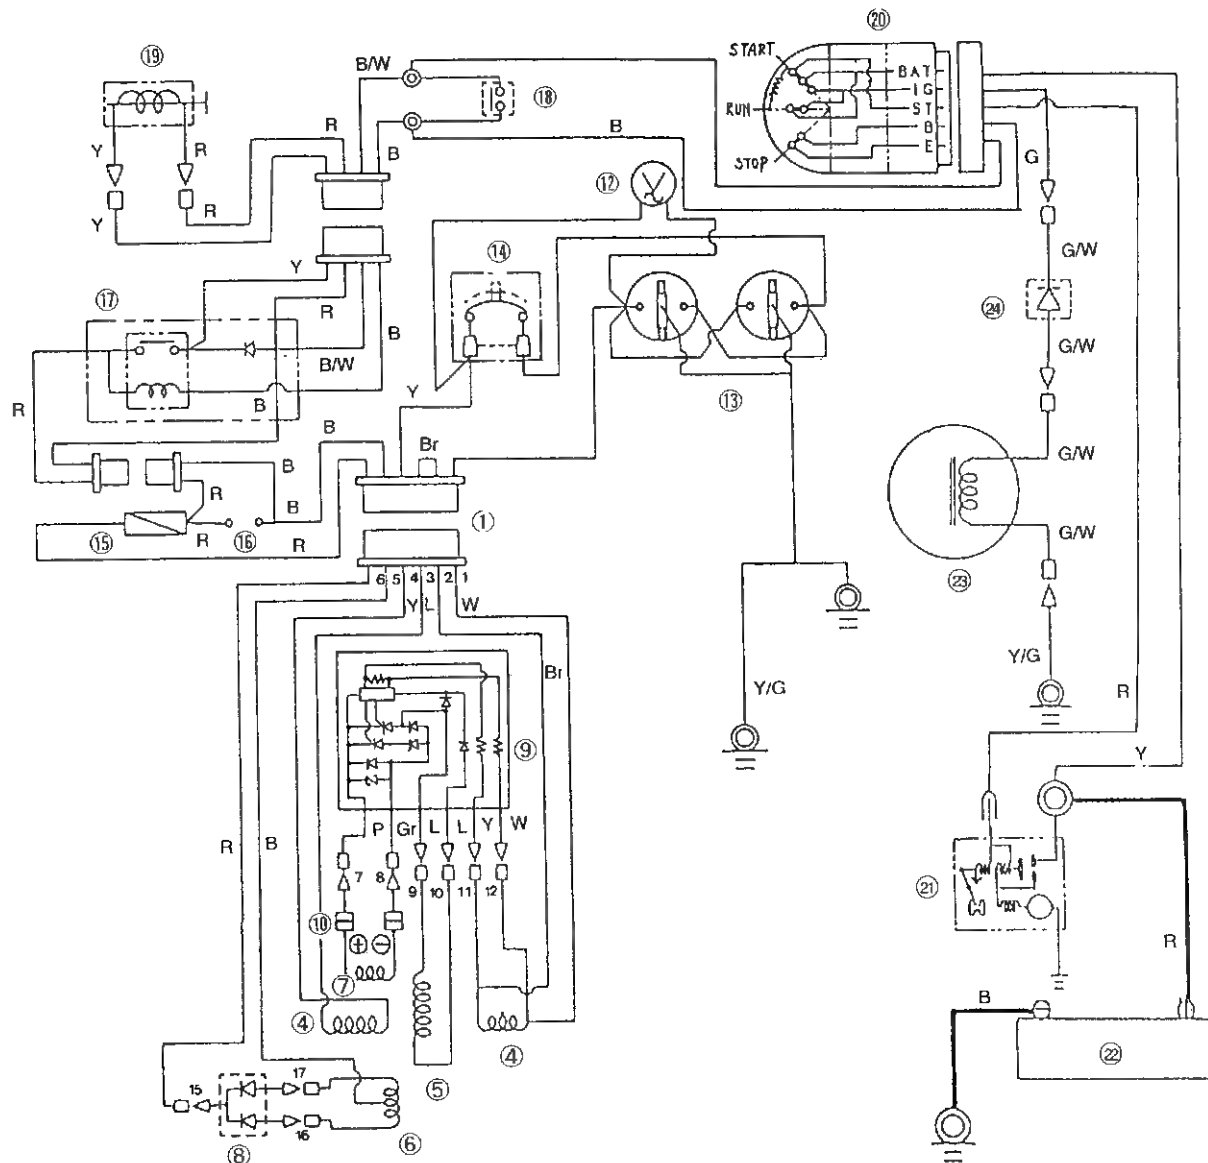 ⑲
B/W
⑱
⑳
START
BAT
IG
RUN
ST
B
E
STOP
R
B
B
Y
R
G
⑫
R
Y
⑭
G/W
Y
⑰
R
㉔
B
B/W
G/W
⑬
R
B
Y
B
Br
G/W
B
R
B
㉓
①
⑮
R
⑯
R
G/W
6 5 4 3 2 1
Y L W
Br
Y/G
Y/G
R
⑨
Y
R
B
P Gr L L Y W
7
8
9 10 11 12
㉑
⑩
⊕ ⊖
R
⑦
B
④
④
㉒
⑤
17
15
16
⑥
⑧